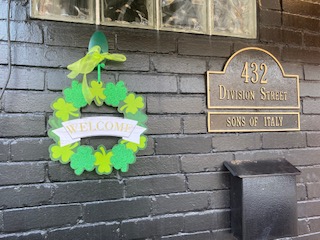 WELCOME
432
DIVISION STREET
SONS OF ITALY